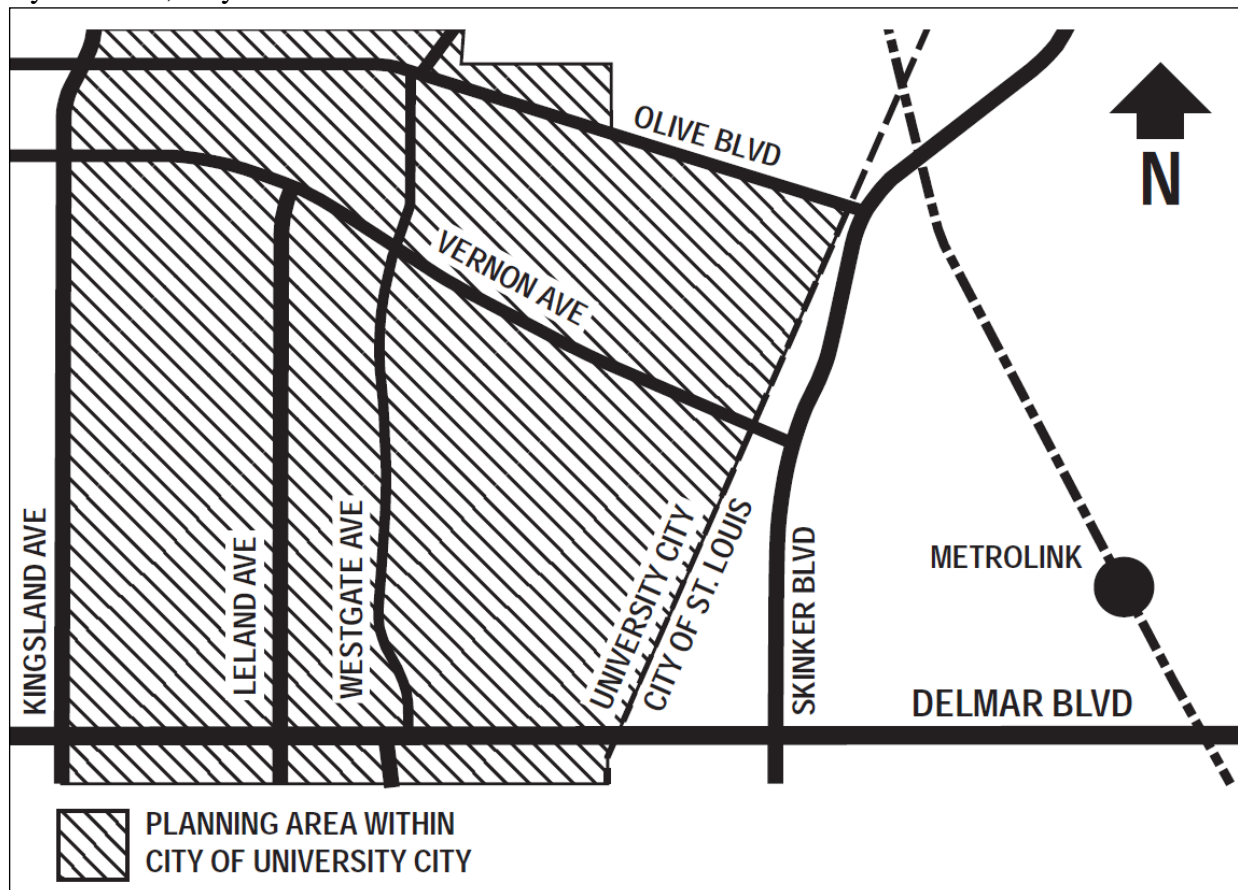 OLIVE BLVD
N
VERNON AVE
KINGSLAND AVE
LELAND AVE
WESTGATE AVE
UNIVERSITY CITY
CITY OF ST. LOUIS
SKINKER BLVD
METROLINK
DELMAR BLVD
PLANNING AREA WITHIN
CITY OF UNIVERSITY CITY